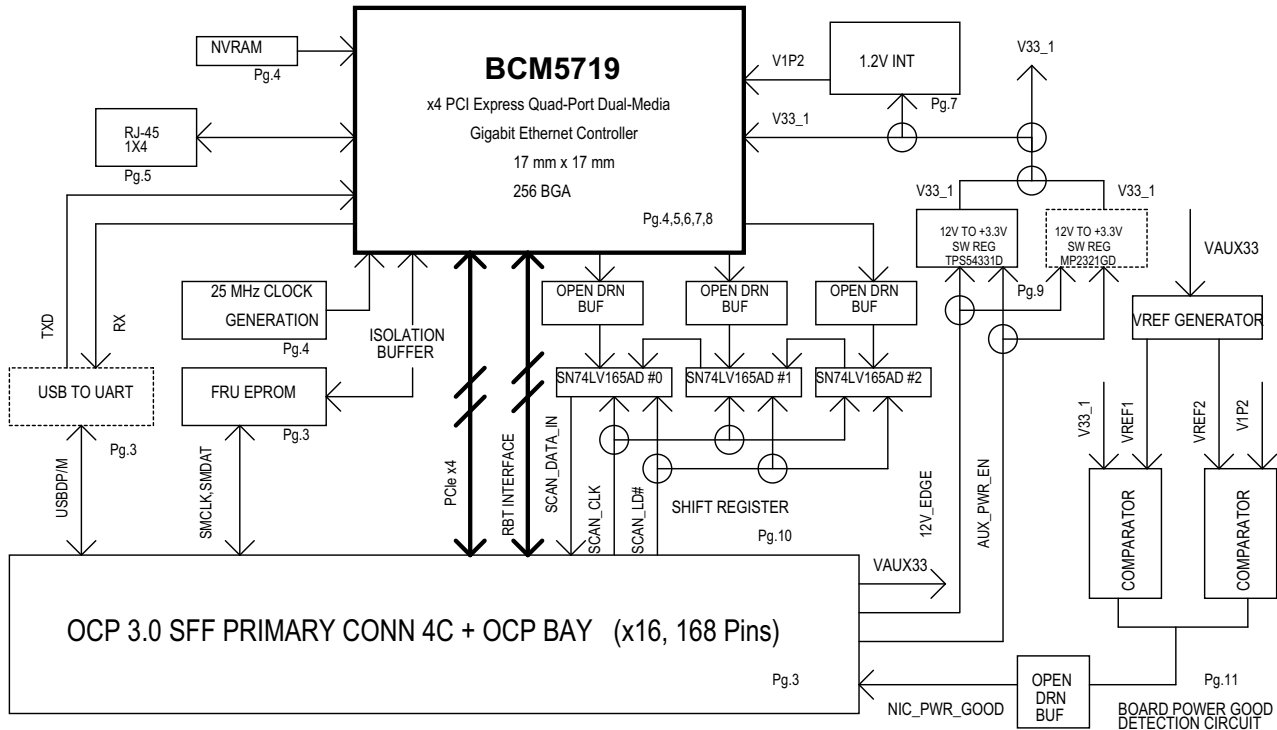 NVRAM
Pg.4
RJ-45
1X4
Pg.5
BCM5719
x4 PCI Express Quad-Port Dual-Media
Gigabit Ethernet Controller
17 mm x 17 mm
256 BGA
Pg.4,5,6,7,8
V1P2
1.2V INT
Pg.7
V33_1
V33_1
V33_1
V33_1
12V TO +3.3V
SW REG
TPS54331D
12V TO +3.3V
SW REG
MP2321GD
Pg.9
VAUX33
VREF GENERATOR
TXD
RX
25 MHz CLOCK
GENERATION
Pg.4
ISOLATION
BUFFER
OPEN DRN
BUF
OPEN DRN
BUF
OPEN DRN
BUF
USB TO UART
Pg.3
FRU EPROM
Pg.3
SN74LV165AD #0
SN74LV165AD #1
SN74LV165AD #2
USBDP/M
SMCLK,SMDAT
PCIe x4
RBT INTERFACE
SCAN_DATA_IN
SCAN_CLK
SCAN_LD#
SHIFT REGISTER
Pg.10
12V_EDGE
AUX_PWR_EN
V33_1
VREF1
VREF2
V1P2
COMPARATOR
COMPARATOR
VAUX33
OCP 3.0 SFF PRIMARY CONN 4C + OCP BAY (x16, 168 Pins)
Pg.3
NIC_PWR_GOOD
OPEN
DRN
BUF
Pg.11
BOARD POWER GOOD
DETECTION CIRCUIT